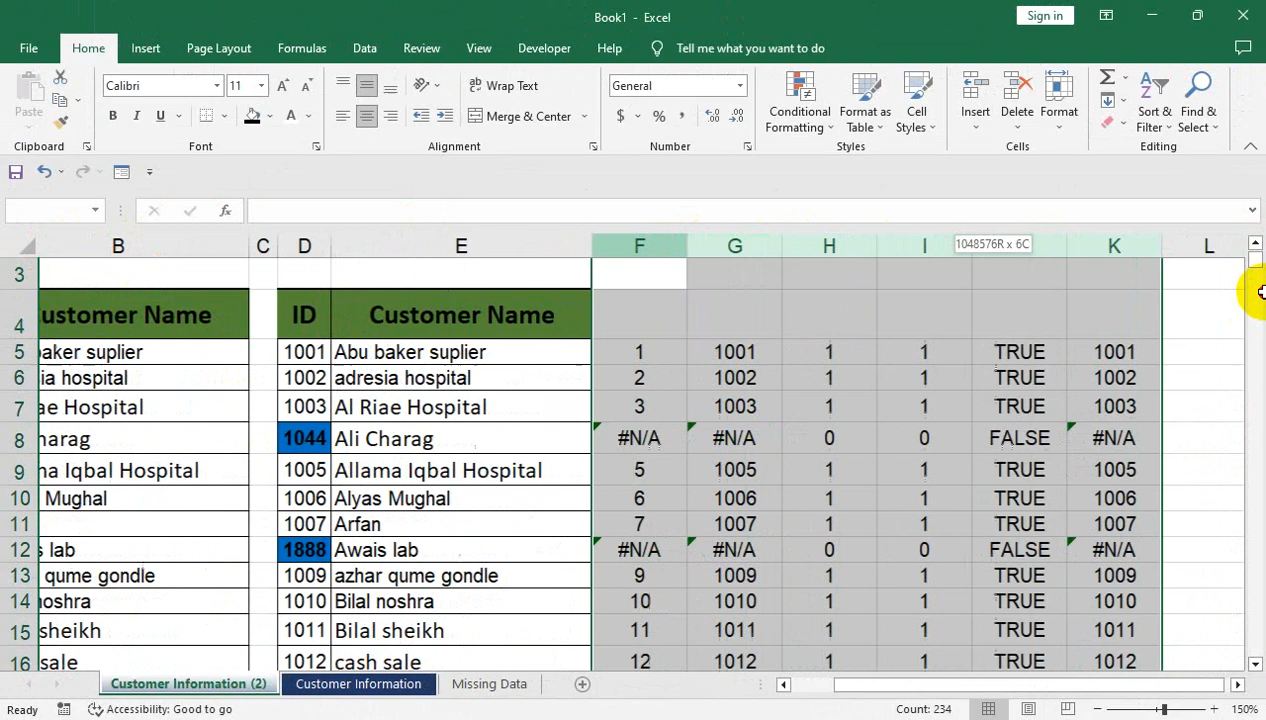 Book1 - Excel
Sign in
File Home Insert Page Layout Formulas Data Review View Developer Help Tell me what you want to do
Paste
Calibri 11
B I U
A
Wrap Text
Merge & Center
General
$ % ,
Conditional Formatting
Format as Table
Cell Styles
Insert
Delete
Format
Sort & Filter
Find & Select
Clipboard Font Alignment Number Styles Cells Editing
fx
B C D E F G H I K L
1048576R x 6C
3
4 ustomer Name ID Customer Name
5 baker suplier 1001 Abu baker suplier 1 1001 1 1 TRUE 1001
6 sia hospital 1002 adresia hospital 2 1002 1 1 TRUE 1002
7 ae Hospital 1003 Al Riae Hospital 3 1003 1 1 TRUE 1003
8 harag 1044 Ali Charag #N/A #N/A 0 0 FALSE #N/A
9 na Iqbal Hospital 1005 Allama Iqbal Hospital 5 1005 1 1 TRUE 1005
10 Mughal 1006 Alyas Mughal 6 1006 1 1 TRUE 1006
11 1007 Arfan 7 1007 1 1 TRUE 1007
12 s lab 1888 Awais lab #N/A #N/A 0 0 FALSE #N/A
13 qume gondle 1009 azhar qume gondle 9 1009 1 1 TRUE 1009
14 noshra 1010 Bilal noshra 10 1010 1 1 TRUE 1010
15 sheikh 1011 Bilal sheikh 11 1011 1 1 TRUE 1011
16 sale 1012 cash sale 12 1012 1 1 TRUE 1012
Customer Information (2) Customer Information Missing Data
Ready Accessibility: Good to go Count: 234 150%